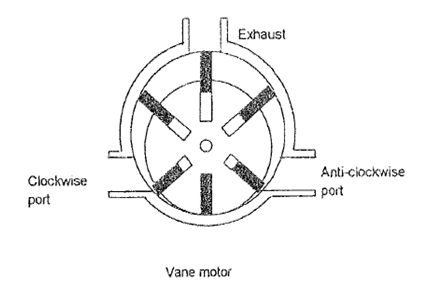 Exhaust
Clockwise
port
Anti-clockwise
port
Vane motor